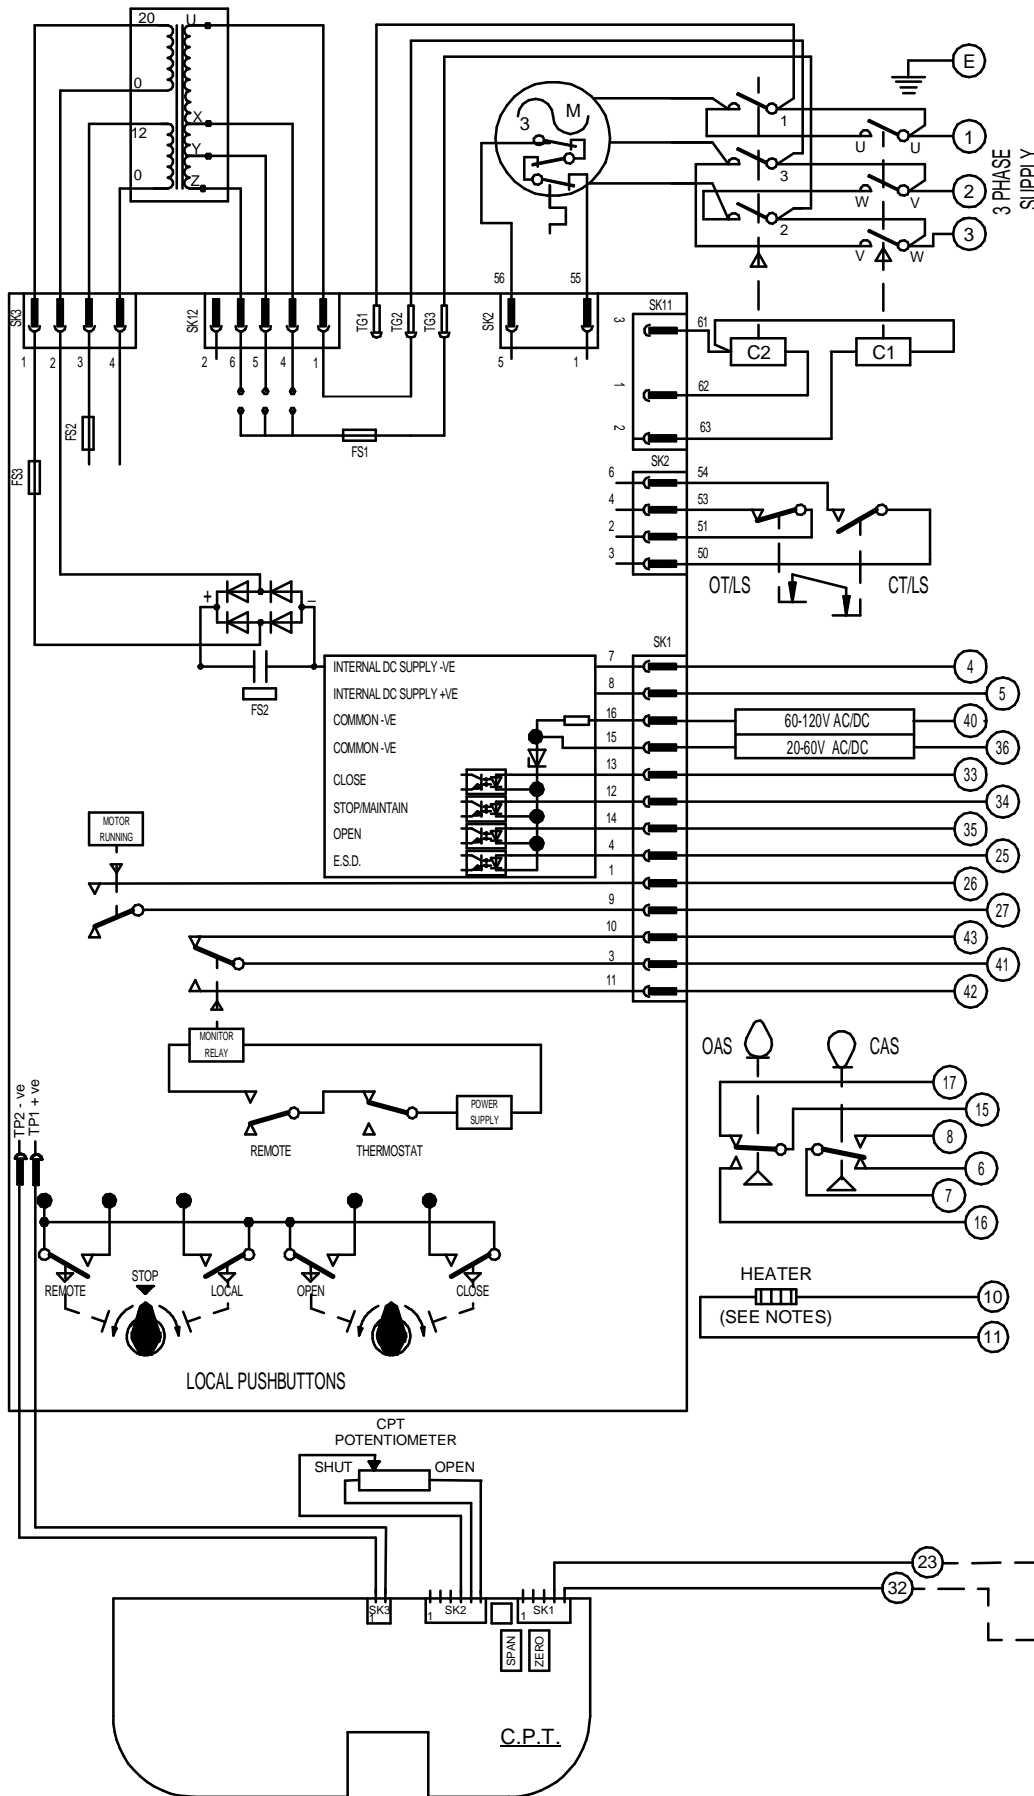 20
U
0
X
12
Y
0
Z
3
M
1
U
U
3
W
V
2
V
W
E
1
2
3
3 PHASE
SUPPLY
SK3
1
2
3
4
SK12
2
6
5
4
1
TG1
TG2
TG3
56
55
SK2
5
1
FS3
FS2
FS1
SK11
3
61
1
62
2
63
C2
C1
SK2
6
54
4
53
2
51
3
50
OT/LS
CT/LS
+
–
FS2
SK1
INTERNAL DC SUPPLY -VE
7
4
INTERNAL DC SUPPLY +VE
8
5
COMMON -VE
16
60-120V AC/DC
40
COMMON -VE
15
20-60V AC/DC
36
CLOSE
13
33
STOP/MAINTAIN
12
34
OPEN
14
35
E.S.D.
4
25
MOTOR
RUNNING
1
26
9
27
10
43
3
41
11
42
MONITOR
RELAY
REMOTE
THERMOSTAT
POWER
SUPPLY
OAS
CAS
17
15
8
6
7
16
TP2 - ve
TP1 + ve
REMOTE
STOP
LOCAL
OPEN
CLOSE
LOCAL PUSHBUTTONS
HEATER
(SEE NOTES)
10
11
CPT
POTENTIOMETER
SHUT
OPEN
23
32
SK3
1
SK2
1
SK1
1
SPAN
ZERO
C.P.T.